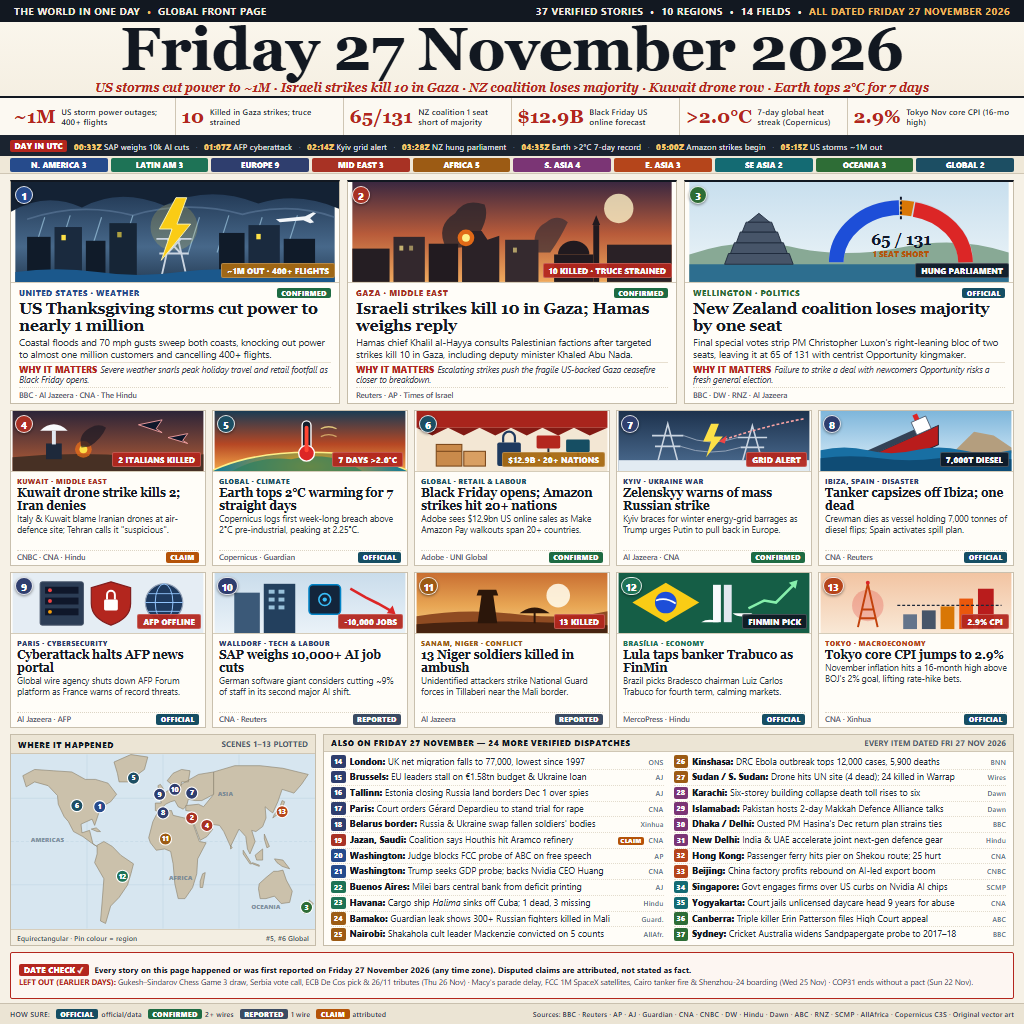 THE WORLD IN ONE DAY • GLOBAL FRONT PAGE
37 VERIFIED STORIES • 10 REGIONS • 14 FIELDS • ALL DATED FRIDAY 27 NOVEMBER 2026
Friday 27 November 2026
US storms cut power to ~1M · Israeli strikes kill 10 in Gaza · NZ coalition loses majority · Kuwait drone row · Earth tops 2°C for 7 days
~1M US storm power outages; 400+ flights
10 Killed in Gaza strikes; truce strained
65/131 NZ coalition 1 seat short of majority
$12.9B Black Friday US online forecast
>2.0°C 7-day global heat streak (Copernicus)
2.9% Tokyo Nov core CPI (16-mo high)
DAY IN UTC 00:33Z SAP weighs 10k AI cuts · 01:07Z AFP cyberattack · 02:14Z Kyiv grid alert · 03:28Z NZ hung parliament · 04:35Z Earth >2°C 7-day record · 05:00Z Amazon strikes begin · 05:15Z US storms ~1M out
N. AMERICA 3
LATIN AM 3
EUROPE 9
MID EAST 3
AFRICA 5
S. ASIA 4
E. ASIA 3
SE ASIA 2
OCEANIA 3
GLOBAL 2
1
~1M OUT · 400+ FLIGHTS
UNITED STATES · WEATHER
CONFIRMED
US Thanksgiving storms cut power to
nearly 1 million
Coastal floods and 70 mph gusts sweep both coasts, knocking out power
to almost one million customers and cancelling 400+ flights.
WHY IT MATTERS Severe weather snarls peak holiday travel and retail footfall as
Black Friday opens.
BBC · Al Jazeera · CNA · The Hindu
2
10 KILLED · TRUCE STRAINED
GAZA · MIDDLE EAST
CONFIRMED
Israeli strikes kill 10 in Gaza; Hamas
weighs reply
Hamas chief Khalil al-Hayya consults Palestinian factions after targeted
strikes kill 10 in Gaza, including deputy minister Khaled Abu Nada.
WHY IT MATTERS Escalating strikes push the fragile US-backed Gaza ceasefire
closer to breakdown.
Reuters · AP · Times of Israel
3
65 / 131
1 SEAT SHORT
HUNG PARLIAMENT
WELLINGTON · POLITICS
OFFICIAL
New Zealand coalition loses majority
by one seat
Final special votes strip PM Christopher Luxon's right-leaning bloc of two
seats, leaving it at 65 of 131 with centrist Opportunity kingmaker.
WHY IT MATTERS Failure to strike a deal with newcomers Opportunity risks a
fresh general election.
BBC · DW · RNZ · Al Jazeera
4
2 ITALIANS KILLED
KUWAIT · MIDDLE EAST
Kuwait drone strike kills 2;
Iran denies
Italy & Kuwait blame Iranian drones at air-
defence site; Tehran calls it "suspicious".
CNBC · CNA · Hindu
CLAIM
5
7 DAYS >2.0°C
GLOBAL · CLIMATE
Earth tops 2°C warming for 7
straight days
Copernicus logs first week-long breach above
2°C pre-industrial, peaking at 2.25°C.
Copernicus · Guardian
OFFICIAL
6
$12.9B · 20+ NATIONS
GLOBAL · RETAIL & LABOUR
Black Friday opens; Amazon
strikes hit 20+ nations
Adobe sees $12.9bn US online sales as Make
Amazon Pay walkouts span 20+ countries.
Adobe · UNI Global
CONFIRMED
7
GRID ALERT
KYIV · UKRAINE WAR
Zelenskyy warns of mass
Russian strike
Kyiv braces for winter energy-grid barrages as
Trump urges Putin to pull back in Europe.
Al Jazeera · CNA
CONFIRMED
8
7,000T DIESEL
IBIZA, SPAIN · DISASTER
Tanker capsizes off Ibiza; one
dead
Crewman dies as vessel holding 7,000 tonnes of
diesel flips; Spain activates spill plan.
CNA · Reuters
OFFICIAL
9
AFP OFFLINE
PARIS · CYBERSECURITY
Cyberattack halts AFP news
portal
Global wire agency shuts down AFP Forum
platform as France warns of record threats.
Al Jazeera · AFP
OFFICIAL
10
-10,000 JOBS
WALLDORF · TECH & LABOUR
SAP weighs 10,000+ AI job
cuts
German software giant considers cutting ~9%
of staff in its second major AI shift.
CNA · Reuters
REPORTED
11
13 KILLED
SANAM, NIGER · CONFLICT
13 Niger soldiers killed in
ambush
Unidentified attackers strike National Guard
forces in Tillaberi near the Mali border.
Al Jazeera
REPORTED
12
FINMIN PICK
BRASÍLIA · ECONOMY
Lula taps banker Trabuco as
FinMin
Brazil picks Bradesco chairman Luiz Carlos
Trabuco for fourth term, calming markets.
MercoPress · Hindu
OFFICIAL
13
2.9% CPI
TOKYO · MACROECONOMY
Tokyo core CPI jumps to 2.9%
November inflation hits a 16-month high above
BOJ's 2% goal, lifting rate-hike bets.
CNA · Xinhua
OFFICIAL
WHERE IT HAPPENED
SCENES 1–13 PLOTTED
5
6
1
9
10
7
8
2
4
11
12
13
3
AMERICAS
ASIA
AFRICA
OCEANIA
Equirectangular · Pin colour = region
#5, #6 Global
ALSO ON FRIDAY 27 NOVEMBER — 24 MORE VERIFIED DISPATCHES
EVERY ITEM DATED FRI 27 NOV 2026
14 London: UK net migration falls to 77,000, lowest since 1997 ONS
15 Brussels: EU leaders stall on €1.58tn budget & Ukraine loan AJ
16 Tallinn: Estonia closing Russia land borders Dec 1 over spies AJ
17 Paris: Court orders Gérard Depardieu to stand trial for rape CNA
18 Belarus border: Russia & Ukraine swap fallen soldiers' bodies Xinhua
19 Jazan, Saudi: Coalition says Houthis hit Aramco refinery CLAIM CNA
20 Washington: Judge blocks FCC probe of ABC on free speech AP
21 Washington: Trump seeks GDP probe; backs Nvidia CEO Huang CNA
22 Buenos Aires: Milei bars central bank from deficit printing AJ
23 Havana: Cargo ship Halima sinks off Cuba; 1 dead, 3 missing Hindu
24 Bamako: Guardian leak shows 300+ Russian fighters killed in Mali Guard.
25 Nairobi: Shakahola cult leader Mackenzie convicted on 5 counts AllAfr.
26 Kinshasa: DRC Ebola outbreak tops 12,000 cases, 5,900 deaths BNN
27 Sudan / S. Sudan: Drone hits UN site (4 dead); 24 killed in Warrap Wires
28 Karachi: Six-storey building collapse death toll rises to six Dawn
29 Islamabad: Pakistan hosts 2-day Makkah Defence Alliance talks Dawn
30 Dhaka / Delhi: Ousted PM Hasina's Dec return plan strains ties BBC
31 New Delhi: India & UAE accelerate joint next-gen defence gear Hindu
32 Hong Kong: Passenger ferry hits pier on Shekou route; 25 hurt CNA
33 Beijing: China factory profits rebound on AI-led export boom CNBC
34 Singapore: Govt engages firms over US curbs on Nvidia AI chips SCMP
35 Yogyakarta: Court jails unlicensed daycare head 9 years for abuse CNA
36 Canberra: Triple killer Erin Patterson files High Court appeal ABC
37 Sydney: Cricket Australia widens Sandpapergate probe to 2017–18 BBC
DATE CHECK ✓ Every story on this page happened or was first reported on Friday 27 November 2026 (any time zone). Disputed claims are attributed, not stated as fact.
LEFT OUT (EARLIER DAYS): Gukesh–Sindarov Chess Game 3 draw, Serbia vote call, ECB De Cos pick & 26/11 tributes (Thu 26 Nov) · Macy's parade delay, FCC 1M SpaceX satellites, Cairo tanker fire & Shenzhou-24 boarding (Wed 25 Nov) · COP31 ends without a pact (Sun 22 Nov).
HOW SURE: OFFICIAL official/data CONFIRMED 2+ wires REPORTED 1 wire CLAIM attributed
Sources: BBC · Reuters · AP · AJ · Guardian · CNA · CNBC · DW · Hindu · Dawn · ABC · RNZ · SCMP · AllAfrica · Copernicus C3S · Original vector art